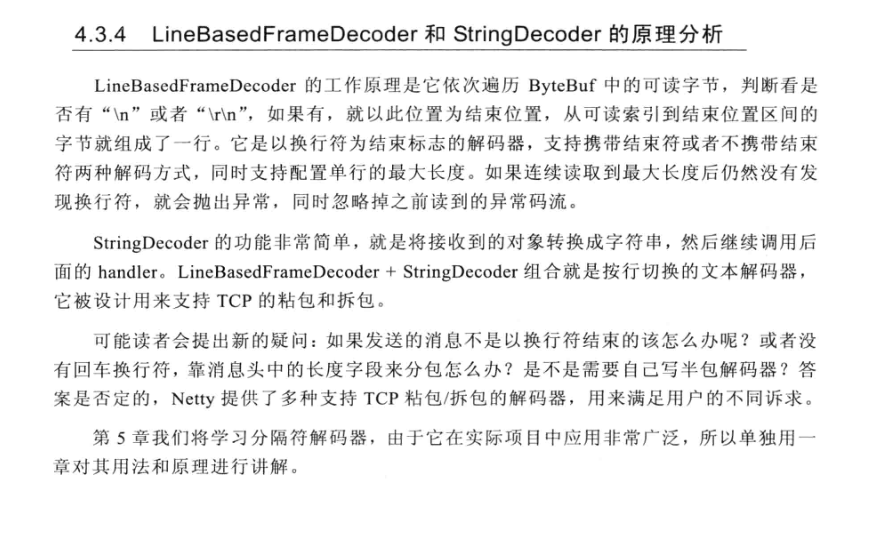 4.3.4 LineBasedFrameDecoder 和 StringDecoder 的原理分析
LineBasedFrameDecoder 的工作原理是它依次遍历 ByteBuf 中的可读字节，判断看是
否有“\n”或者“\r\n”，如果有，就以此位置为结束位置，从可读索引到结束位置区间的
字节就组成了一行。它是以换行符为结束标志的解码器，支持携带结束符或者不携带结束
符两种解码方式，同时支持配置单行的最大长度。如果连续读取到最大长度后仍然没有发
现换行符，就会抛出异常，同时忽略掉之前读到的异常码流。
StringDecoder 的功能非常简单，就是将接收到的对象转换成字符串，然后继续调用后
面的 handler。LineBasedFrameDecoder + StringDecoder 组合就是按行切换的文本解码器，
它被设计用来支持 TCP 的粘包和拆包。
可能读者会提出新的疑问：如果发送的消息不是以换行符结束的该怎么办呢？或者没
有回车换行符，靠消息头中的长度字段来分包怎么办？是不是需要自己写半包解码器？答
案是否定的，Netty 提供了多种支持 TCP 粘包/拆包的解码器，用来满足用户的不同诉求。
第 5 章我们将学习分隔符解码器，由于它在实际项目中应用非常广泛，所以单独用一
章对其用法和原理进行讲解。